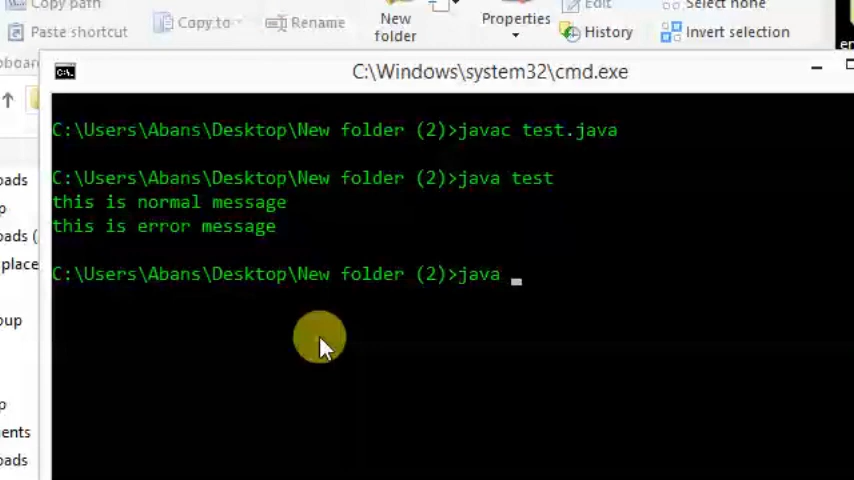 Copy path
Paste shortcut
Copy to
Rename
New
folder
Properties
Edit
History
Select none
Invert selection
C:\.
C:\Windows\system32\cmd.exe
C:\Users\Abans\Desktop\New folder (2)>javac test.java
C:\Users\Abans\Desktop\New folder (2)>java test
this is normal message
this is error message
C:\Users\Abans\Desktop\New folder (2)>java